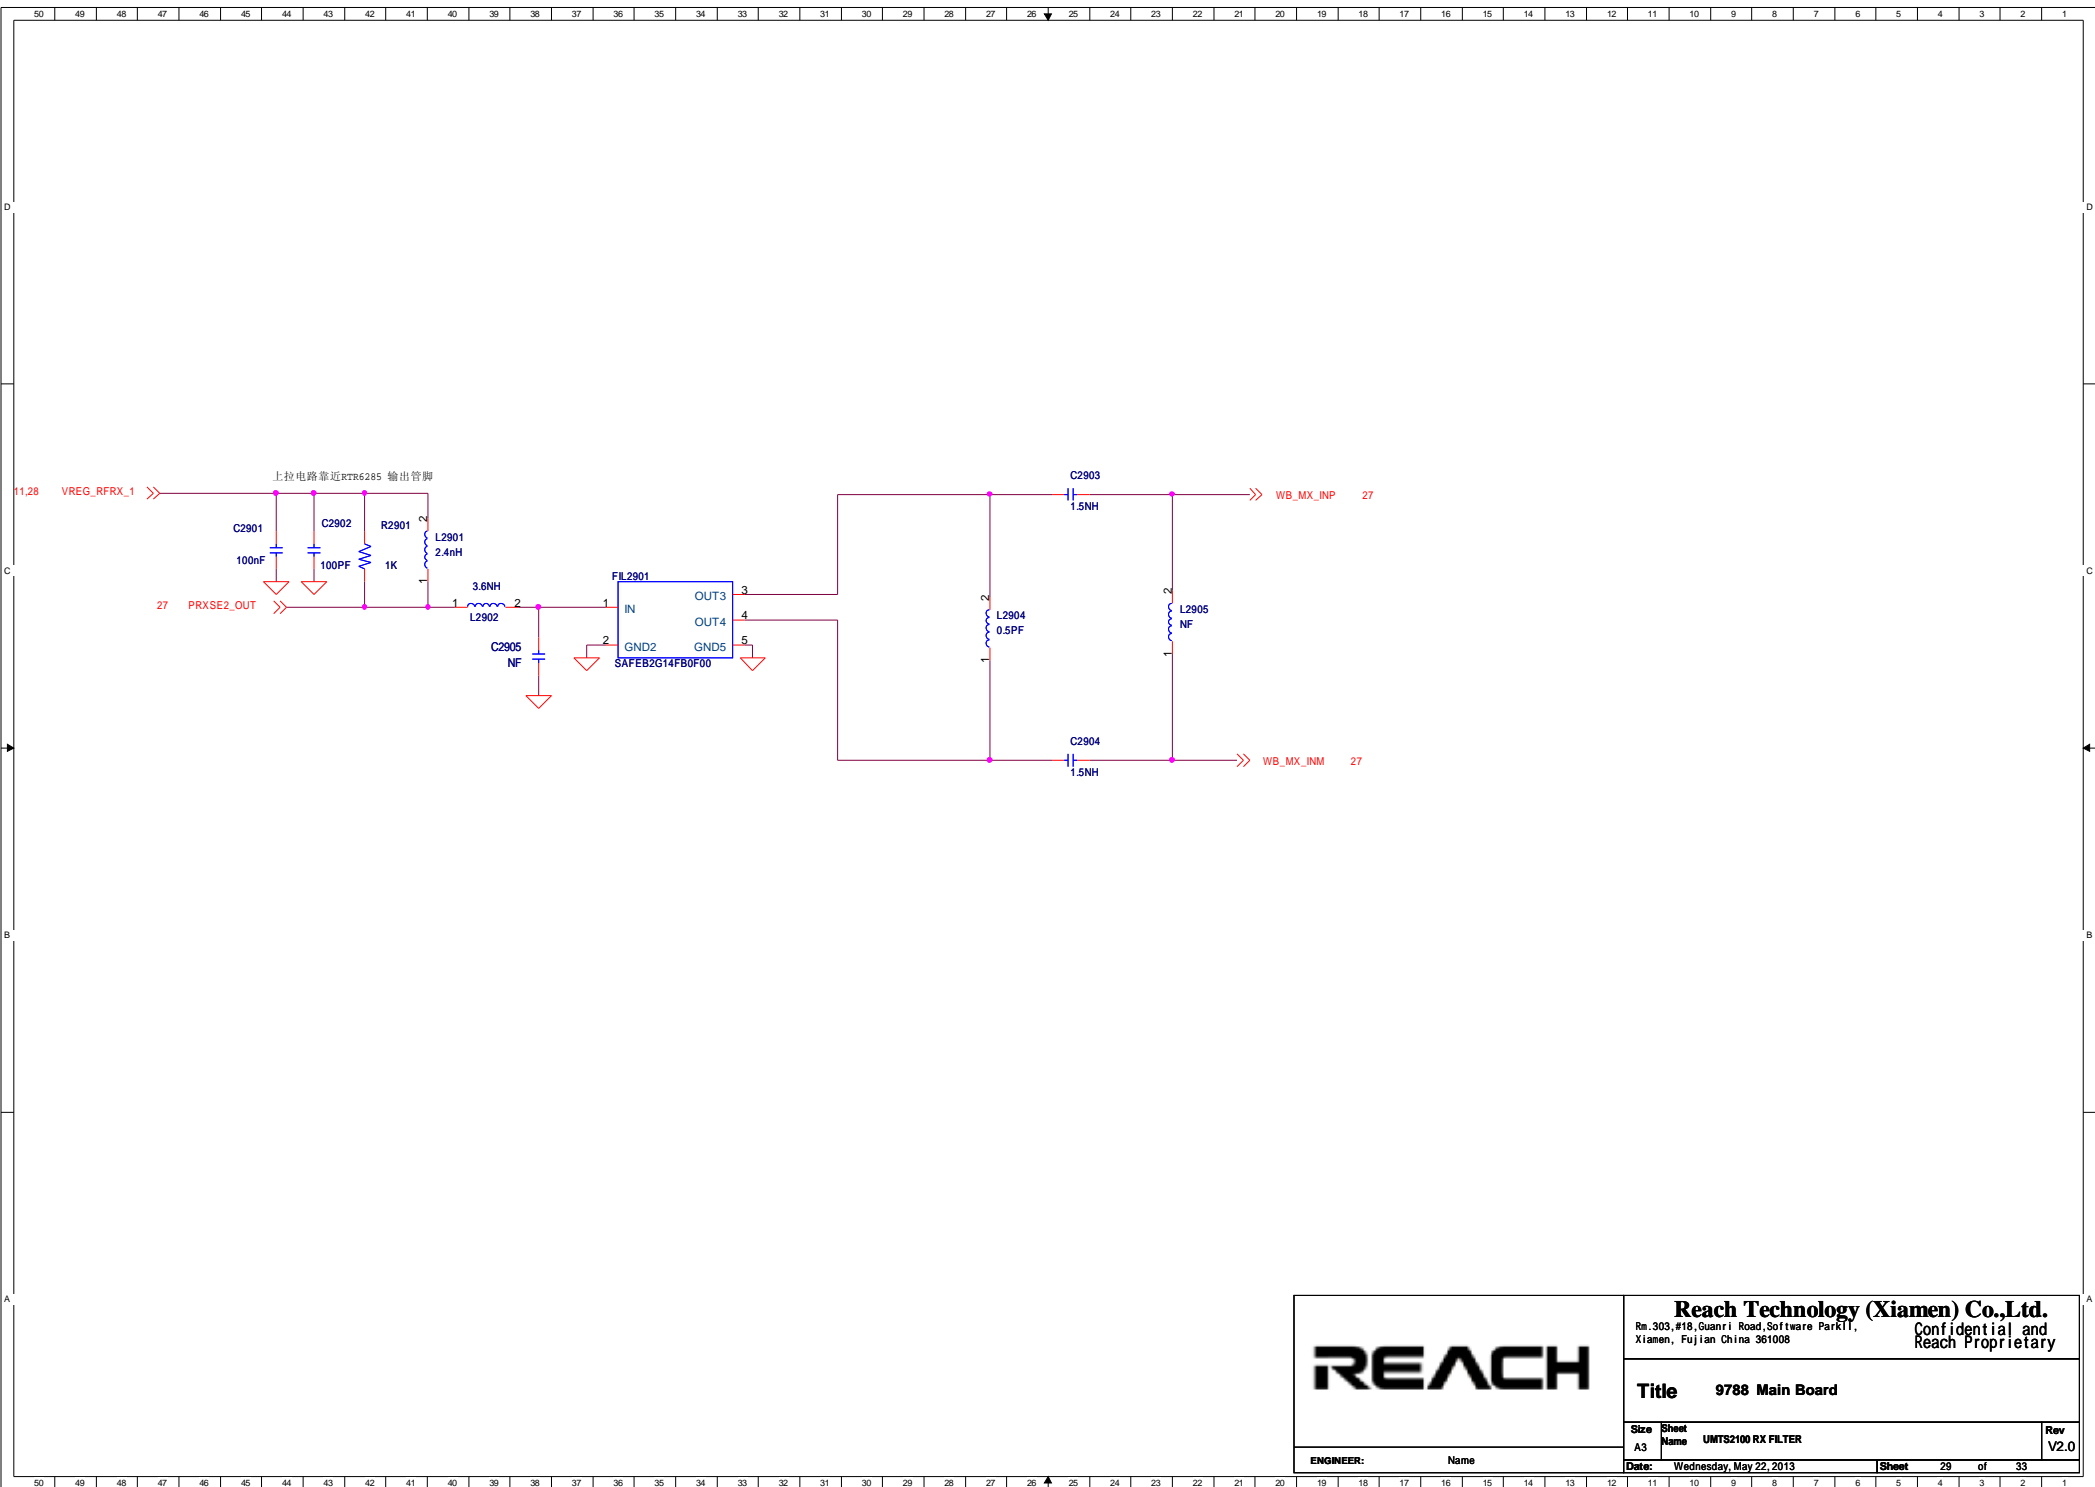 50 49 48 47 46 45 44 43 42 41 40 39 38 37 36 35 34 33 32 31 30 29 28 27 26 25 24 23 22 21 20 19 18 17 16 15 14 13 12 11 10 9 8 7 6 5 4 3 2 1
D D
上拉电路靠近RTR6285 输出管脚
11,28 VREG_RFRX_1
C2901
100nF
C2902
100PF
R2901
1K
2
L2901
2.4nH
1
27 PRXSE2_OUT
3.6NH
1 2
L2902
C2905
NF
FIL2901
1 IN
2 GND2
OUT3 3
OUT4 4
GND5 5
SAFEB2G14FB0F00
C2903
1.5NH
WB_MX_INP 27
2
L2904
0.5PF
1
2
L2905
NF
1
C2904
1.5NH
WB_MX_INM 27
C C
B B
A A
REACH
ENGINEER: Name
Reach Technology (Xiamen) Co.,Ltd.
Rm.303,#18,Guanri Road,Software ParkII,
Xiamen, Fujian China 361008
Confidential and
Reach Proprietary
Title 9788 Main Board
Size
A3
Sheet
Name
UMTS2100 RX FILTER
Rev
V2.0
Date: Wednesday, May 22, 2013 Sheet 29 of 33
50 49 48 47 46 45 44 43 42 41 40 39 38 37 36 35 34 33 32 31 30 29 28 27 26 25 24 23 22 21 20 19 18 17 16 15 14 13 12 11 10 9 8 7 6 5 4 3 2 1